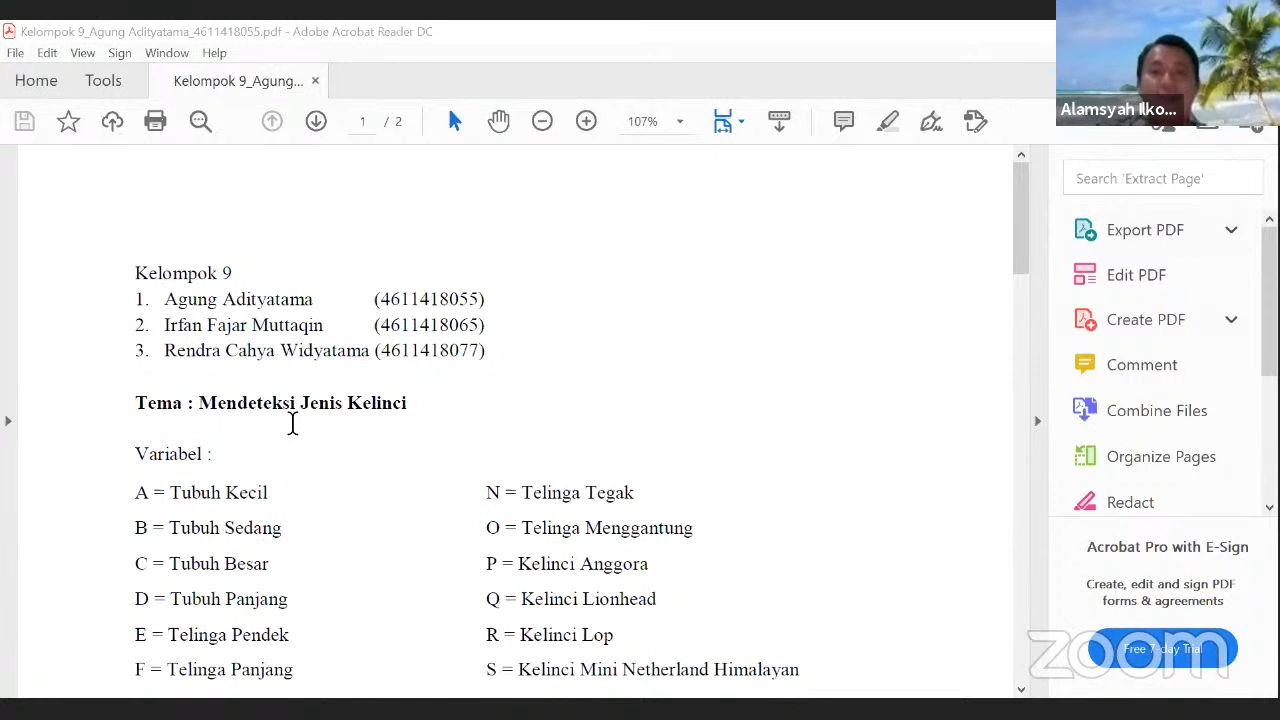 Kelompok 9_Agung Adityatama_4611418055.pdf - Adobe Acrobat Reader DC
File Edit View Sign Window Help
Home Tools Kelompok 9_Agung... ×
1 / 2 107%
Alamsyah Ilko...
Search 'Extract Page'
Export PDF
Edit PDF
Create PDF
Comment
Combine Files
Organize Pages
Redact
Acrobat Pro with E-Sign
Create, edit and sign PDF
forms & agreements
Free 7-day Trial
zoom
Kelompok 9
1. Agung Adityatama (4611418055)
2. Irfan Fajar Muttaqin (4611418065)
3. Rendra Cahya Widyatama (4611418077)
Tema : Mendeteksi Jenis Kelinci
Variabel :
A = Tubuh Kecil
B = Tubuh Sedang
C = Tubuh Besar
D = Tubuh Panjang
E = Telinga Pendek
F = Telinga Panjang
N = Telinga Tegak
O = Telinga Menggantung
P = Kelinci Anggora
Q = Kelinci Lionhead
R = Kelinci Lop
S = Kelinci Mini Netherland Himalayan